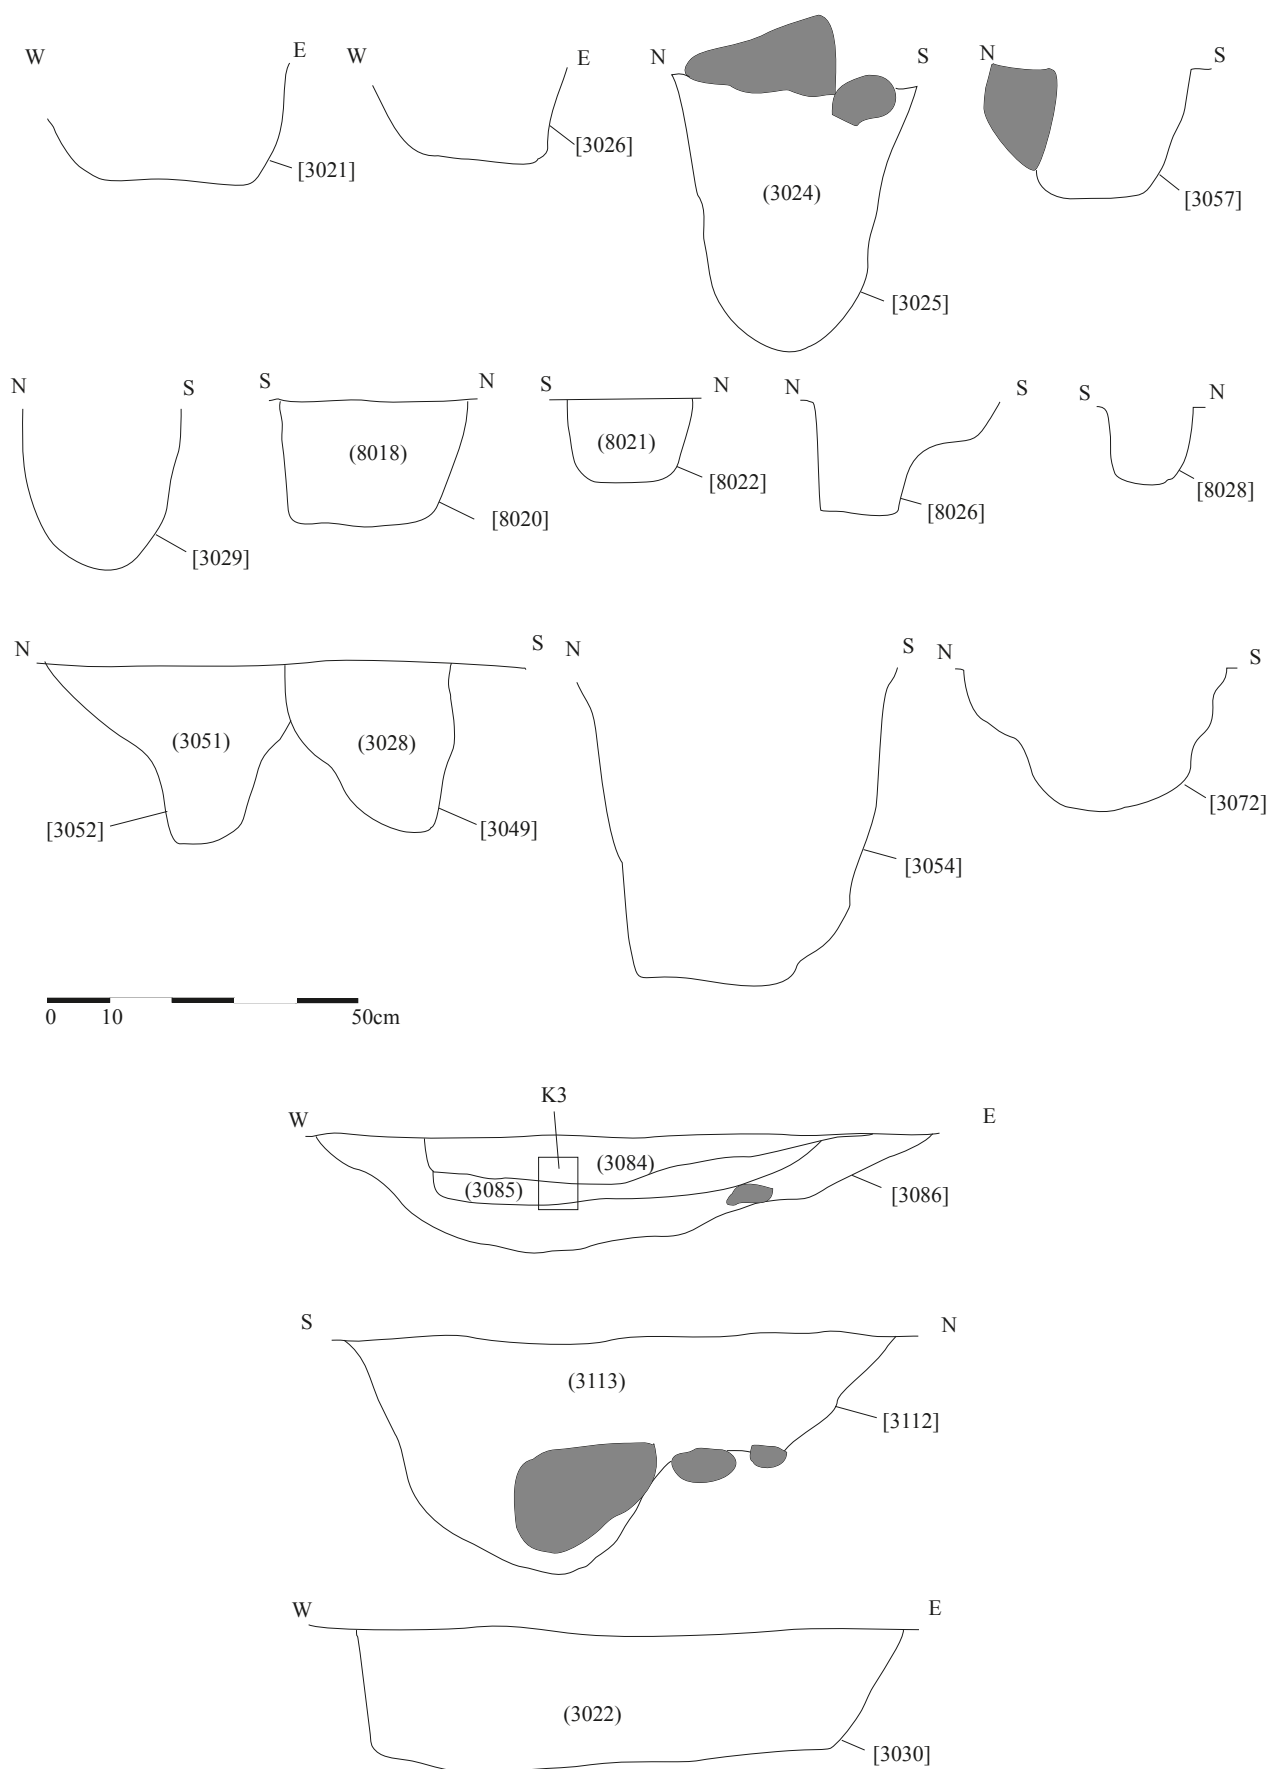 W E W E N S N S
[3021] [3026] (3024) [3057]
[3025]
N S S N S N N S S N
(8018) (8021)
[8022] [8026] [8028]
[8020]
[3029]
N S N S N S
(3051) (3028)
[3052] [3049] [3054] [3072]
0 10 50cm
K3
W E
(3084)
(3085) [3086]
S N
(3113)
[3112]
W E
(3022)
[3030]